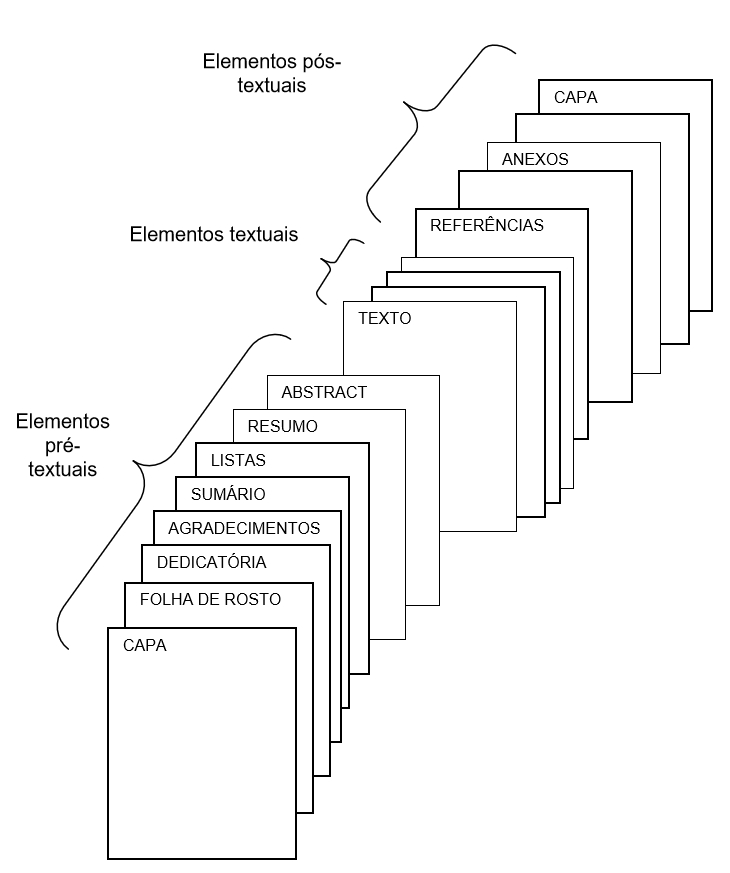 Elementos pós-
textuais
CAPA
ANEXOS
REFERÊNCIAS
Elementos textuais
TEXTO
ABSTRACT
Elementos
pré-
textuais
RESUMO
LISTAS
SUMÁRIO
AGRADECIMENTOS
DEDICATÓRIA
FOLHA DE ROSTO
CAPA